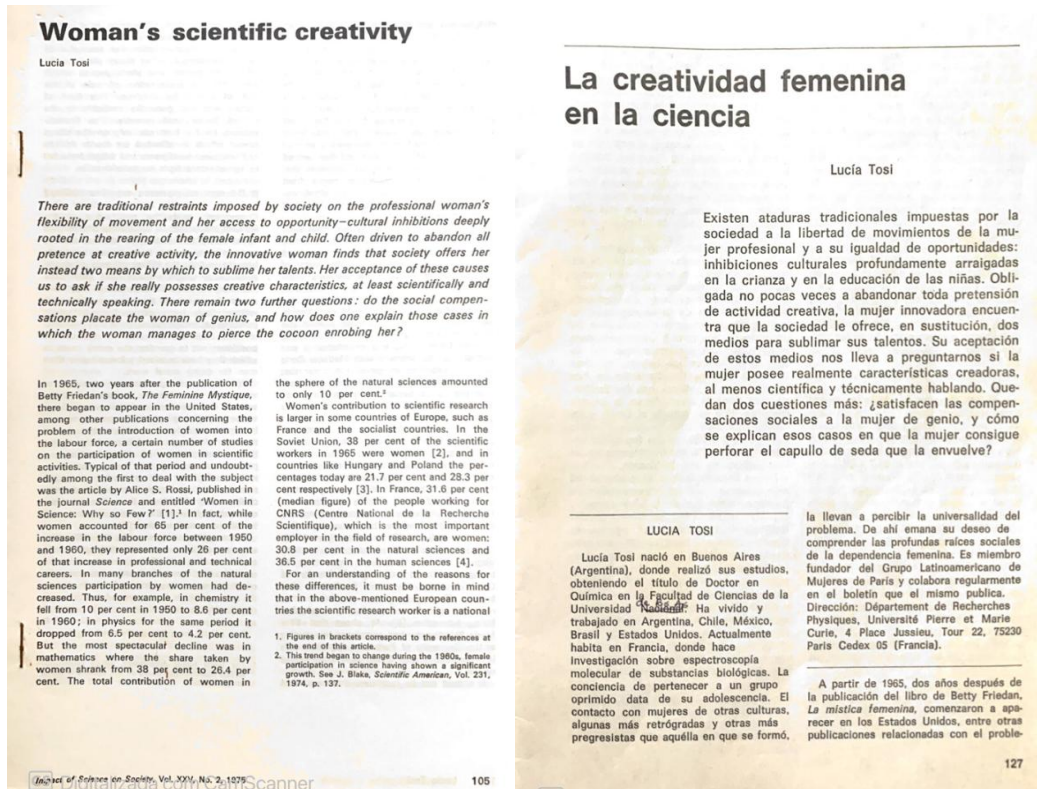 Woman's scientific creativity
Lucia Tosi
There are traditional restraints imposed by society on the professional woman's
flexibility of movement and her access to opportunity—cultural inhibitions deeply
rooted in the rearing of the female infant and child. Often driven to abandon all
pretence at creative activity, the innovative woman finds that society offers her
instead two means by which to sublime her talents. Her acceptance of these causes
us to ask if she really possesses creative characteristics, at least scientifically and
technically speaking. There remain two further questions: do the social compen-
sations placate the woman of genius, and how does one explain those cases in
which the woman manages to pierce the cocoon enrobing her?
In 1965, two years after the publication of
Betty Friedan's book, The Feminine Mystique,
there began to appear in the United States,
among other publications concerning the
problem of the introduction of women into
the labour force, a certain number of studies
on the participation of women in scientific
activities. Typical of that period and undoubt-
edly among the first to deal with the subject
was the article by Alice S. Rossi, published in
the journal Science and entitled 'Women in
Science: Why so Few?' [1].¹ In fact, while
women accounted for 65 per cent of the
increase in the labour force between 1950
and 1960, they represented only 26 per cent
of that increase in professional and technical
careers. In many branches of the natural
sciences participation by women had de-
creased. Thus, for example, in chemistry it
fell from 10 per cent in 1950 to 8.6 per cent
in 1960; in physics for the same period it
dropped from 6.5 per cent to 4.2 per cent.
But the most spectacular decline was in
mathematics where the share taken by
women shrank from 38 per cent to 26.4 per
cent. The total contribution of women in
the sphere of the natural sciences amounted
to only 10 per cent.²
Women's contribution to scientific research
is larger in some countries of Europe, such as
France and the socialist countries. In the
Soviet Union, 38 per cent of the scientific
workers in 1965 were women [2], and in
countries like Hungary and Poland the per-
centages today are 21.7 per cent and 28.3 per
cent respectively [3]. In France, 31.6 per cent
(median figure) of the people working for
CNRS (Centre National de la Recherche
Scientifique), which is the most important
employer in the field of research, are women:
30.8 per cent in the natural sciences and
36.5 per cent in the human sciences [4].
For an understanding of the reasons for
these differences, it must be borne in mind
that in the above-mentioned European coun-
tries the scientific research worker is a national
1. Figures in brackets correspond to the references at
the end of this article.
2. This trend began to change during the 1960s, female
participation in science having shown a significant
growth. See J. Blake, Scientific American, Vol. 231,
1974, p. 137.
Impact of Science on Society, Vol. XXV, No. 2, 1975
105
Digitalizada com CamScanner
La creatividad femenina
en la ciencia
Lucía Tosi
Existen ataduras tradicionales impuestas por la
sociedad a la libertad de movimientos de la mu-
jer profesional y a su igualdad de oportunidades:
inhibiciones culturales profundamente arraigadas
en la crianza y en la educación de las niñas. Obli-
gada no pocas veces a abandonar toda pretensión
de actividad creativa, la mujer innovadora encuen-
tra que la sociedad le ofrece, en sustitución, dos
medios para sublimar sus talentos. Su aceptación
de estos medios nos lleva a preguntarnos si la
mujer posee realmente características creadoras,
al menos científica y técnicamente hablando. Que-
dan dos cuestiones más: ¿satisfacen las compen-
saciones sociales a la mujer de genio, y cómo
se explican esos casos en que la mujer consigue
perforar el capullo de seda que la envuelve?
LUCIA TOSI
Lucía Tosi nació en Buenos Aires
(Argentina), donde realizó sus estudios,
obteniendo el título de Doctor en
Química en la Facultad de Ciencias de la
Universidad Ha vivido y
trabajado en Argentina, Chile, México,
Brasil y Estados Unidos. Actualmente
habita en Francia, donde hace
investigación sobre espectroscopia
molecular de substancias biológicas. La
conciencia de pertenecer a un grupo
oprimido data de su adolescencia. El
contacto con mujeres de otras culturas,
algunas más retrógradas y otras más
pregresistas que aquélla en que se formó,
la llevan a percibir la universalidad del
problema. De ahí emana su deseo de
comprender las profundas raíces sociales
de la dependencia femenina. Es miembro
fundador del Grupo Latinoamericano de
Mujeres de París y colabora regularmente
en el boletín que el mismo publica.
Dirección: Département de Recherches
Physiques, Université Pierre et Marie
Curie, 4 Place Jussieu, Tour 22, 75230
Paris Cedex 05 (Francia).
A partir de 1965, dos años después de
la publicación del libro de Betty Friedan,
La mística femenina, comenzaron a apa-
recer en los Estados Unidos, entre otras
publicaciones relacionadas con el proble-
127